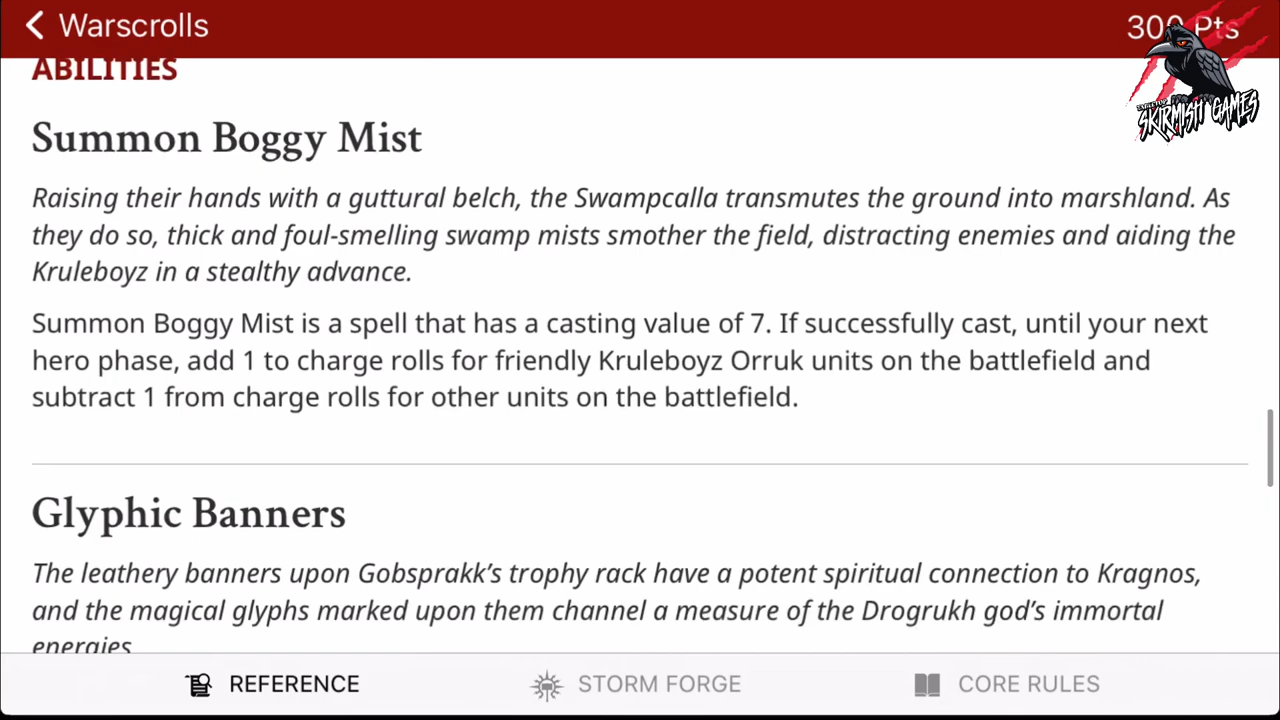 Warscrolls
300 Pts
ABILITIES
SKIRMISH GAMES
Summon Boggy Mist
Raising their hands with a guttural belch, the Swampcalla transmutes the ground into marshland. As
they do so, thick and foul-smelling swamp mists smother the field, distracting enemies and aiding the
Kruleboyz in a stealthy advance.
Summon Boggy Mist is a spell that has a casting value of 7. If successfully cast, until your next
hero phase, add 1 to charge rolls for friendly Kruleboyz Orruk units on the battlefield and
subtract 1 from charge rolls for other units on the battlefield.
Glyphic Banners
The leathery banners upon Gobsprakk’s trophy rack have a potent spiritual connection to Kragnos,
and the magical glyphs marked upon them channel a measure of the Drogrukh god’s immortal
energies
REFERENCE
STORM FORGE
CORE RULES